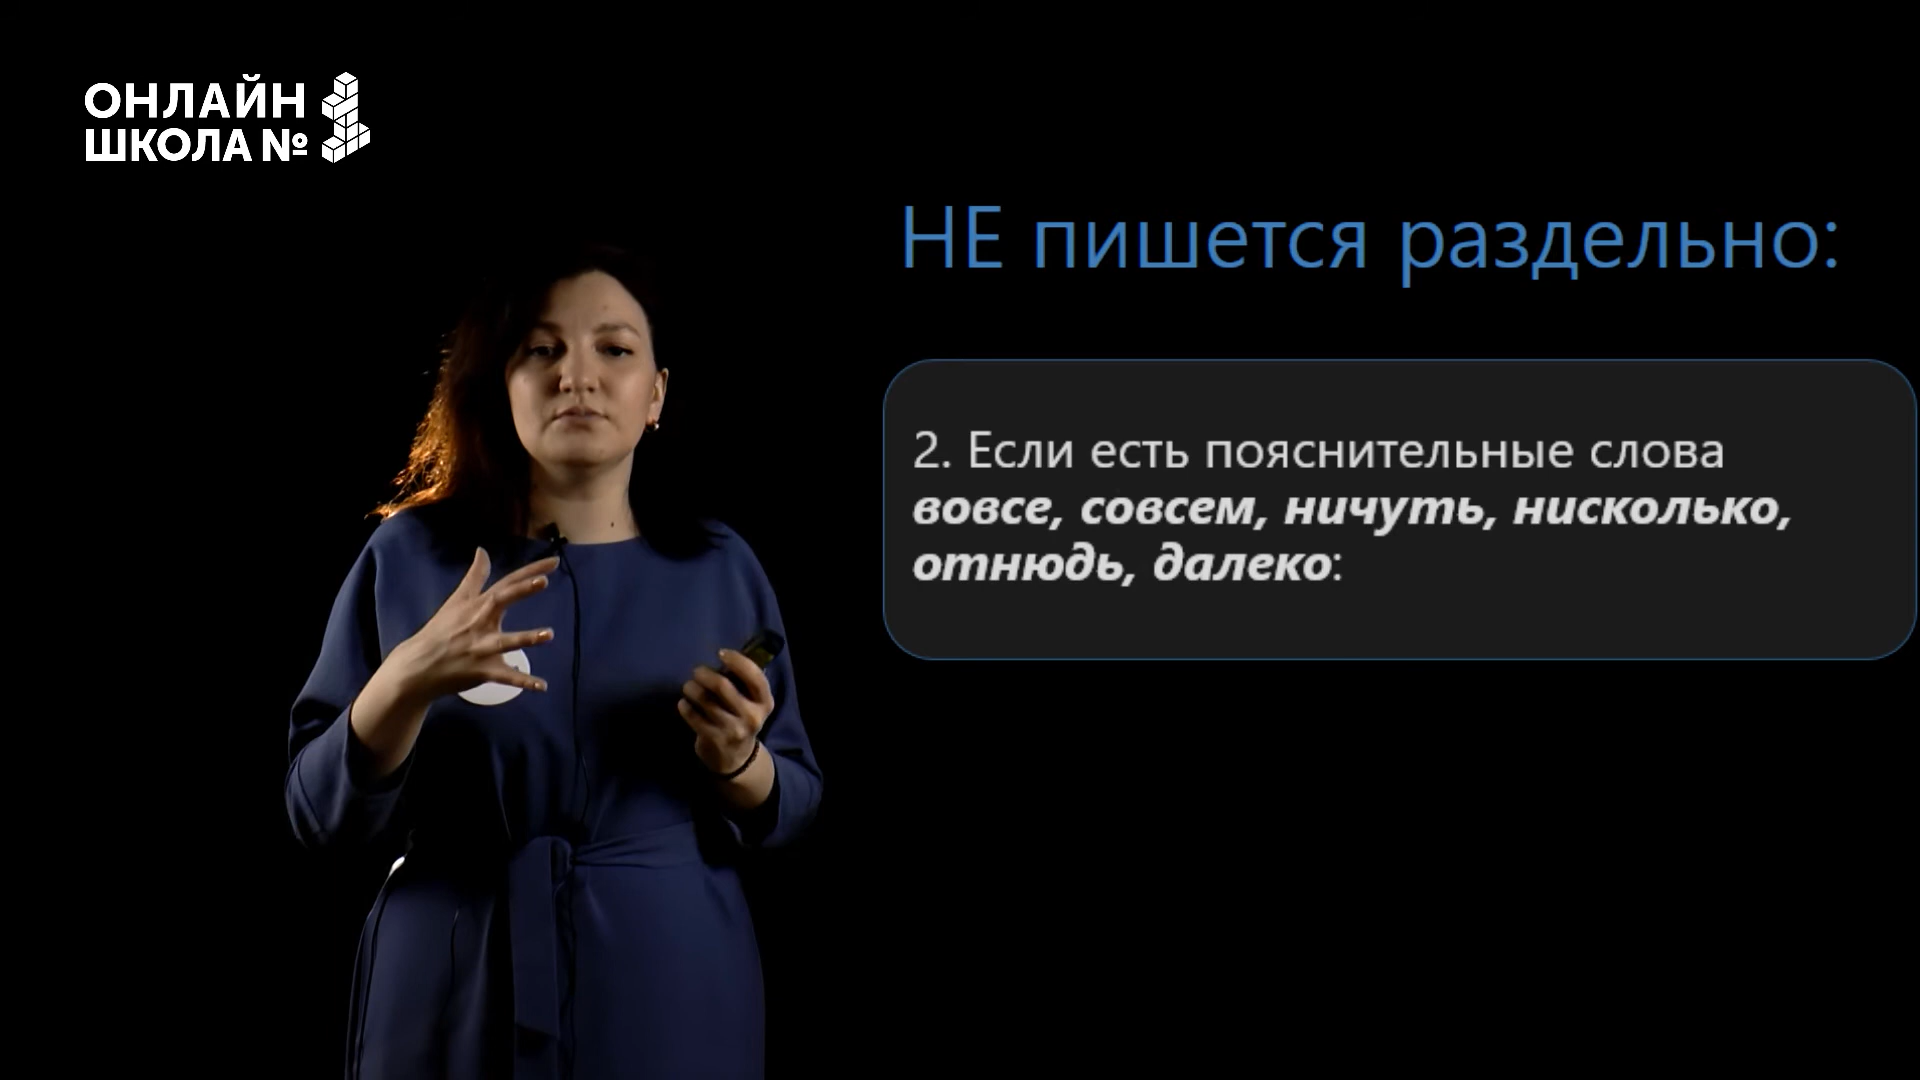 ОНЛАЙН
ШКОЛА №
НЕ пишется раздельно:
2. Если есть пояснительные слова
вовсе, совсем, ничуть, нисколько,
отнюдь, далеко: